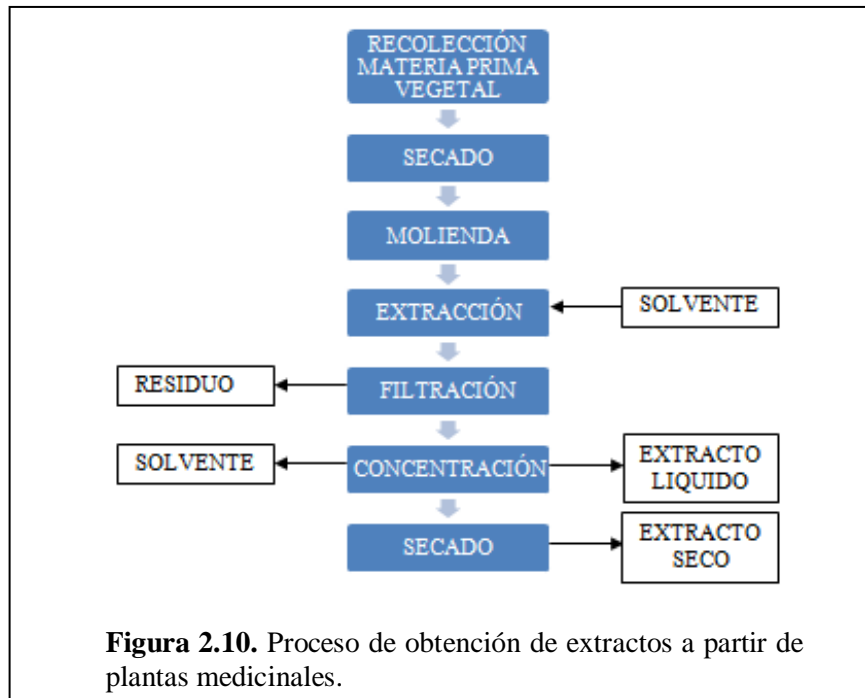 RECOLECCIÓN
MATERIA PRIMA
VEGETAL
SECADO
MOLIENDA
EXTRACCIÓN
SOLVENTE
RESIDUO
FILTRACIÓN
SOLVENTE
CONCENTRACIÓN
EXTRACTO
LIQUIDO
SECADO
EXTRACTO
SECO
Figura 2.10. Proceso de obtención de extractos a partir de
plantas medicinales.